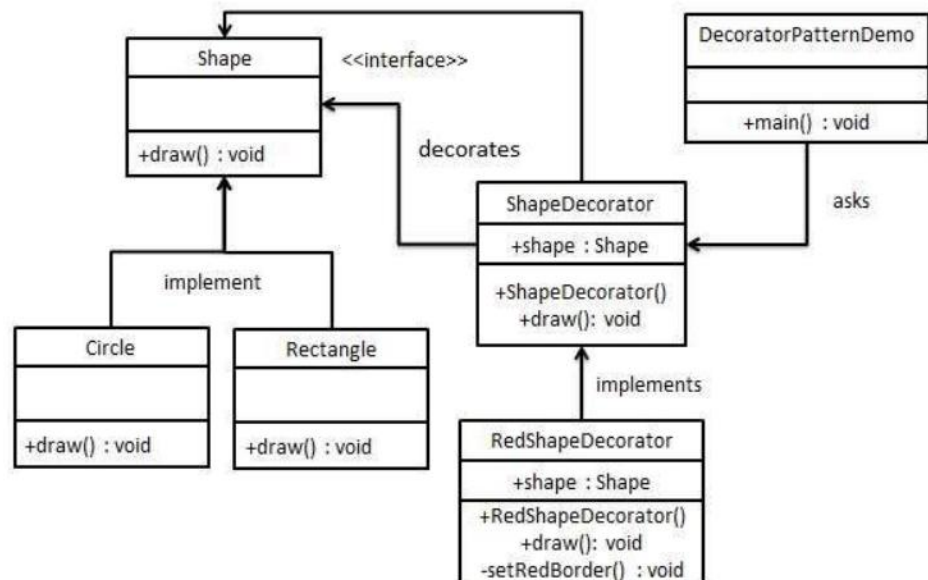 Shape
<<interface>>
+draw() : void
DecoratorPatternDemo
+main() : void
decorates
asks
ShapeDecorator
+shape : Shape
+ShapeDecorator()
+draw(): void
implement
Circle
+draw() : void
Rectangle
+draw() : void
implements
RedShapeDecorator
+shape : Shape
+RedShapeDecorator()
+draw(): void
-setRedBorder() : void